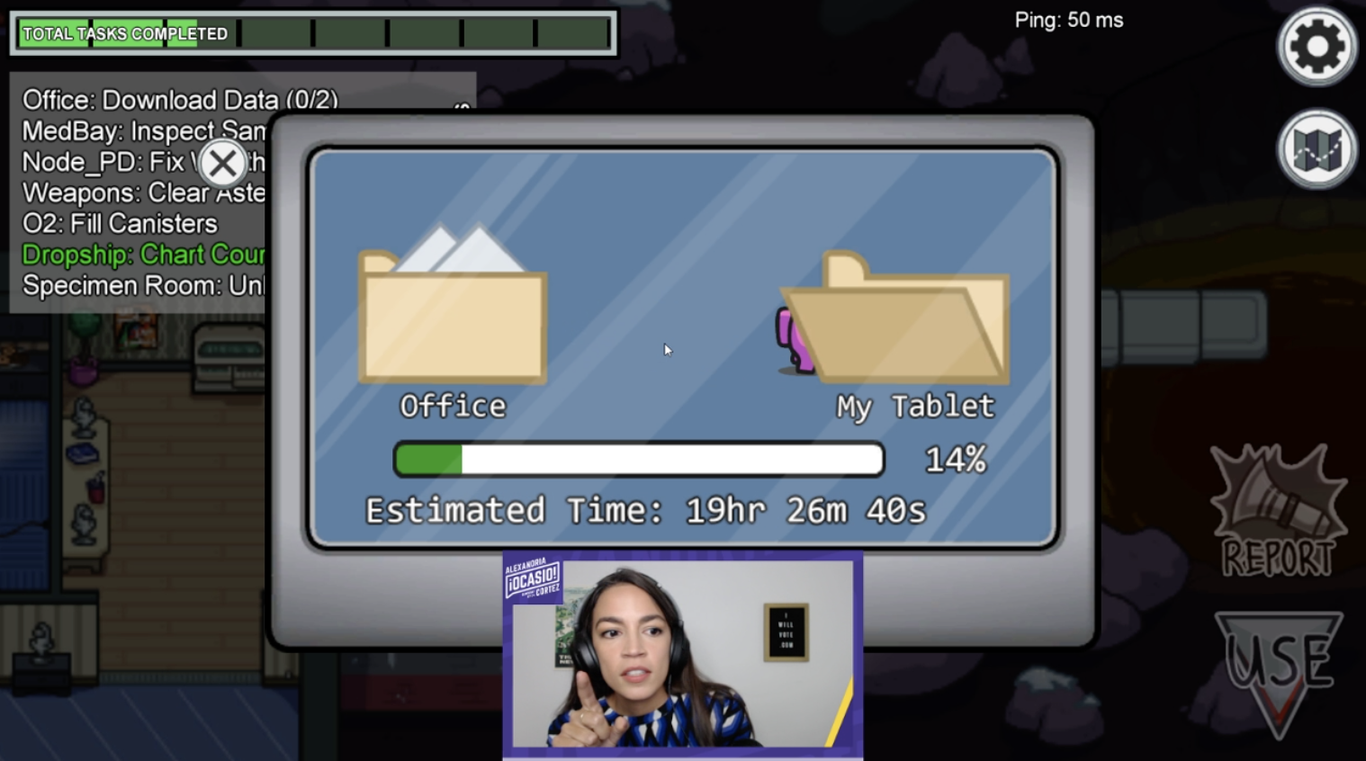 TOTAL TASKS COMPLETED
Ping: 50 ms
Office: Download Data (0/2)
MedBay: Inspect Sam
Node_PD: Fix
Weapons: Clear Aste
O2: Fill Canisters
Dropship: Chart Cour
Specimen Room: Unl
Office
My Tablet
14%
Estimated Time: 19hr 26m 40s
REPORT
USE
ALEXANDRIA
¡OCASIO!
CORTEZ
I
WILL
VOTE
.COM